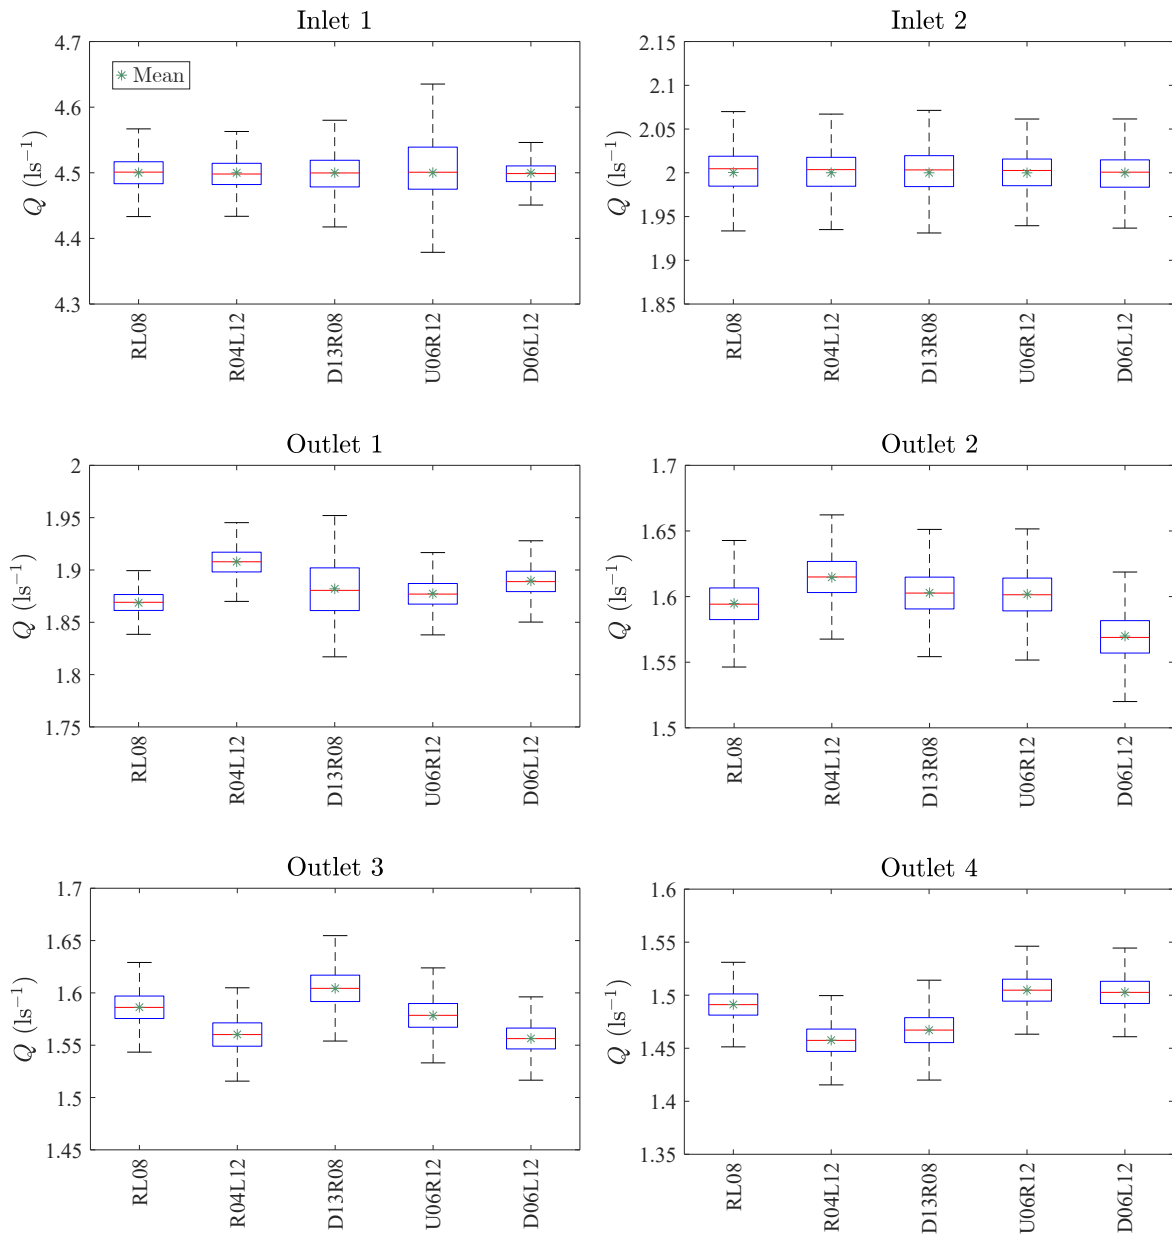 Inlet 1
4.7
4.6
4.5
4.4
4.3
Q (ls⁻¹)
Mean
RL08
R04L12
D13R08
U06R12
D06L12
Inlet 2
2.15
2.1
2.05
2
1.95
1.9
1.85
Q (ls⁻¹)
RL08
R04L12
D13R08
U06R12
D06L12
Outlet 1
2
1.95
1.9
1.85
1.8
1.75
Q (ls⁻¹)
RL08
R04L12
D13R08
U06R12
D06L12
Outlet 2
1.7
1.65
1.6
1.55
1.5
Q (ls⁻¹)
RL08
R04L12
D13R08
U06R12
D06L12
Outlet 3
1.7
1.65
1.6
1.55
1.5
1.45
Q (ls⁻¹)
RL08
R04L12
D13R08
U06R12
D06L12
Outlet 4
1.6
1.55
1.5
1.45
1.4
1.35
Q (ls⁻¹)
RL08
R04L12
D13R08
U06R12
D06L12